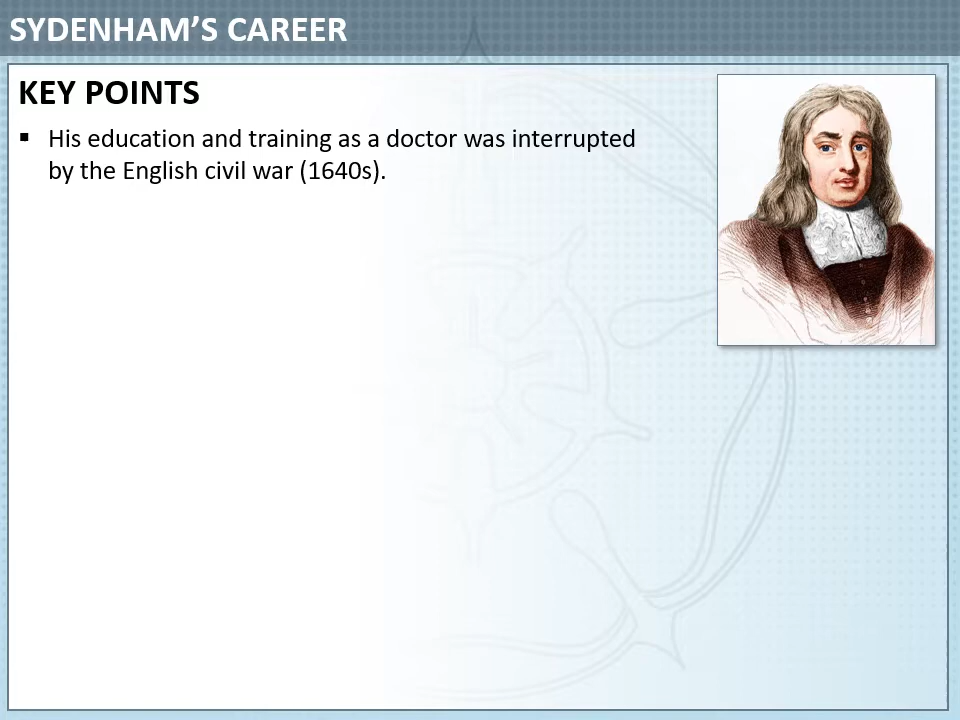 SYDENHAM’S CAREER
KEY POINTS
▪ His education and training as a doctor was interrupted
by the English civil war (1640s).